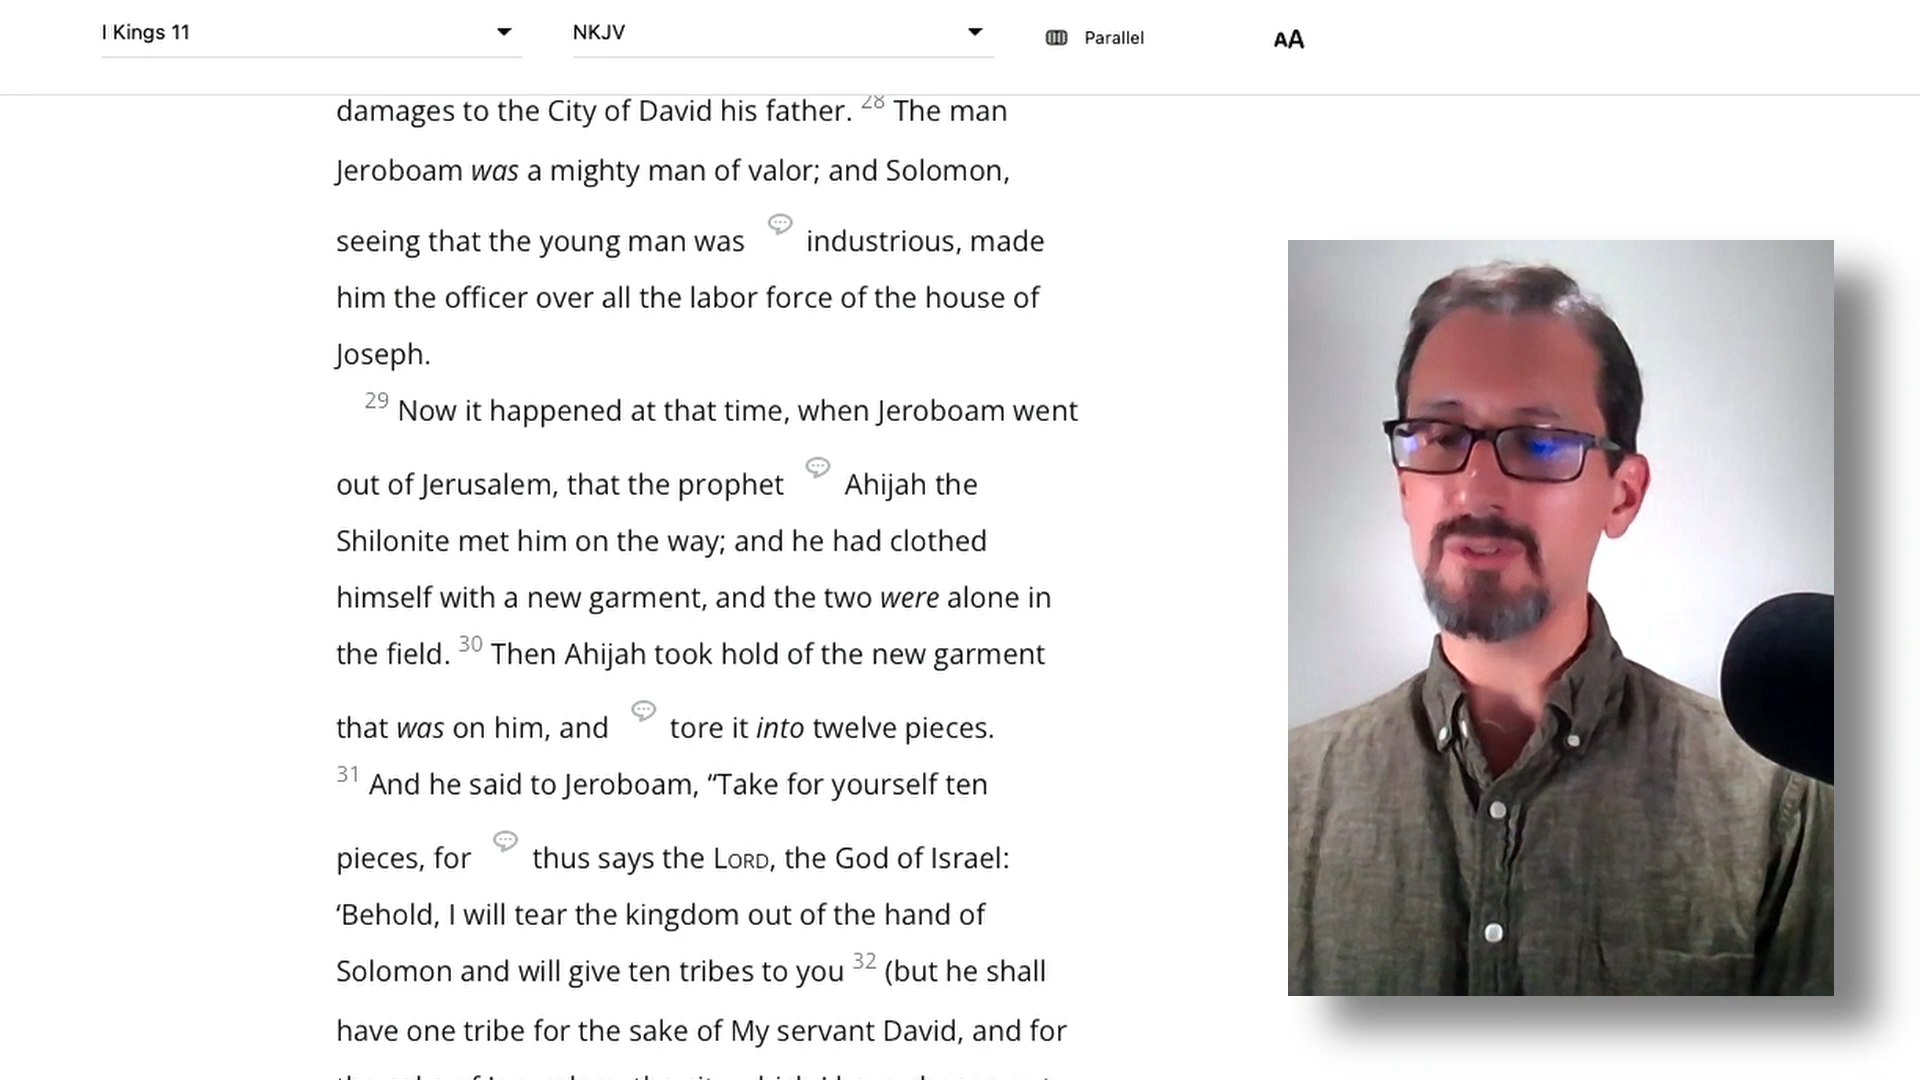 I Kings 11
NKJV
Parallel
AA
damages to the City of David his father. 28 The man
Jeroboam was a mighty man of valor; and Solomon,
seeing that the young man was industrious, made
him the officer over all the labor force of the house of
Joseph.
29 Now it happened at that time, when Jeroboam went
out of Jerusalem, that the prophet Ahijah the
Shilonite met him on the way; and he had clothed
himself with a new garment, and the two were alone in
the field. 30 Then Ahijah took hold of the new garment
that was on him, and tore it into twelve pieces.
31 And he said to Jeroboam, “Take for yourself ten
pieces, for thus says the LORD, the God of Israel:
‘Behold, I will tear the kingdom out of the hand of
Solomon and will give ten tribes to you 32 (but he shall
have one tribe for the sake of My servant David, and for